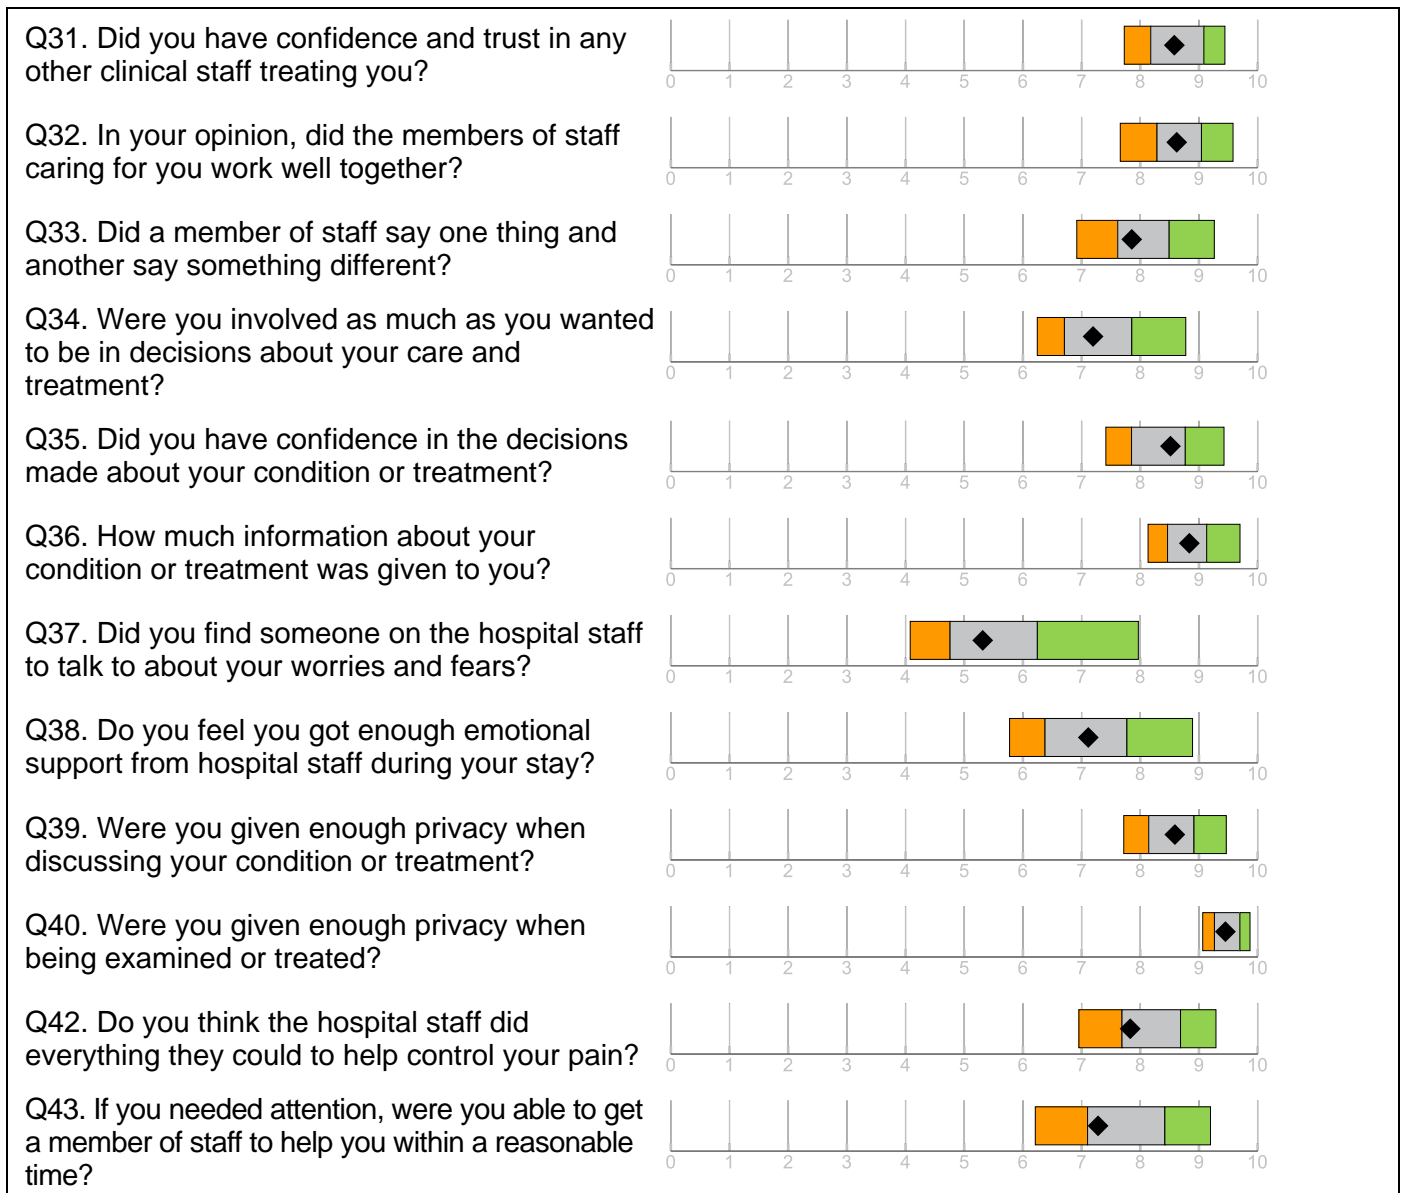 Q31. Did you have confidence and trust in any
other clinical staff treating you?
0 1 2 3 4 5 6 7 8 9 10
Q32. In your opinion, did the members of staff
caring for you work well together?
0 1 2 3 4 5 6 7 8 9 10
Q33. Did a member of staff say one thing and
another say something different?
0 1 2 3 4 5 6 7 8 9 10
Q34. Were you involved as much as you wanted
to be in decisions about your care and
treatment?
0 1 2 3 4 5 6 7 8 9 10
Q35. Did you have confidence in the decisions
made about your condition or treatment?
0 1 2 3 4 5 6 7 8 9 10
Q36. How much information about your
condition or treatment was given to you?
0 1 2 3 4 5 6 7 8 9 10
Q37. Did you find someone on the hospital staff
to talk to about your worries and fears?
0 1 2 3 4 5 6 7 8 9 10
Q38. Do you feel you got enough emotional
support from hospital staff during your stay?
0 1 2 3 4 5 6 7 8 9 10
Q39. Were you given enough privacy when
discussing your condition or treatment?
0 1 2 3 4 5 6 7 8 9 10
Q40. Were you given enough privacy when
being examined or treated?
0 1 2 3 4 5 6 7 8 9 10
Q42. Do you think the hospital staff did
everything they could to help control your pain?
0 1 2 3 4 5 6 7 8 9 10
Q43. If you needed attention, were you able to get
a member of staff to help you within a reasonable
time?
0 1 2 3 4 5 6 7 8 9 10